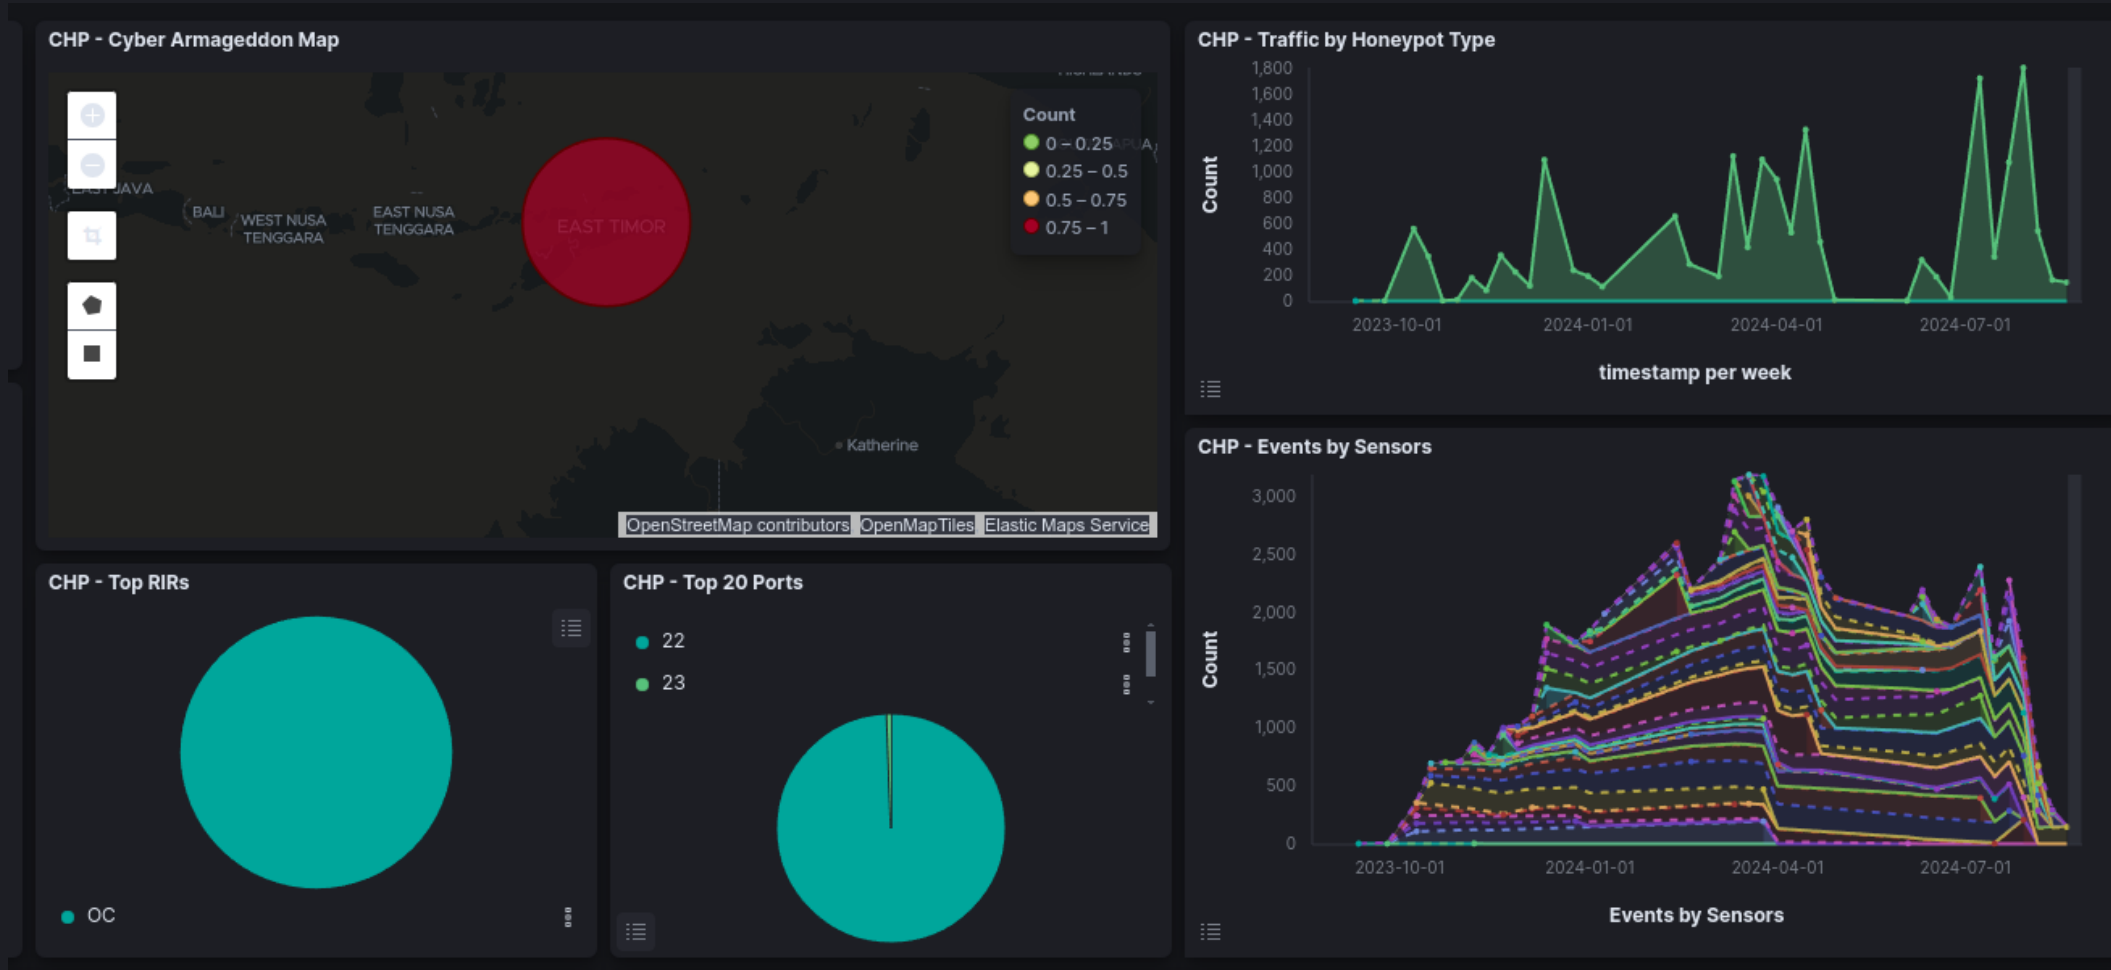 CHP - Cyber Armageddon Map
EAST JAVA
BALI
WEST NUSA
TENGGARA
EAST NUSA
TENGGARA
EAST TIMOR
Katherine
Count
0 – 0.25
0.25 – 0.5
0.5 – 0.75
0.75 – 1
OpenStreetMap contributors OpenMapTiles Elastic Maps Service
CHP - Traffic by Honeypot Type
Count
1,800
1,600
1,400
1,200
1,000
800
600
400
200
0
2023-10-01 2024-01-01 2024-04-01 2024-07-01
timestamp per week
CHP - Top RIRs
OC
CHP - Top 20 Ports
22
23
CHP - Events by Sensors
Count
3,000
2,500
2,000
1,500
1,000
500
0
2023-10-01 2024-01-01 2024-04-01 2024-07-01
Events by Sensors